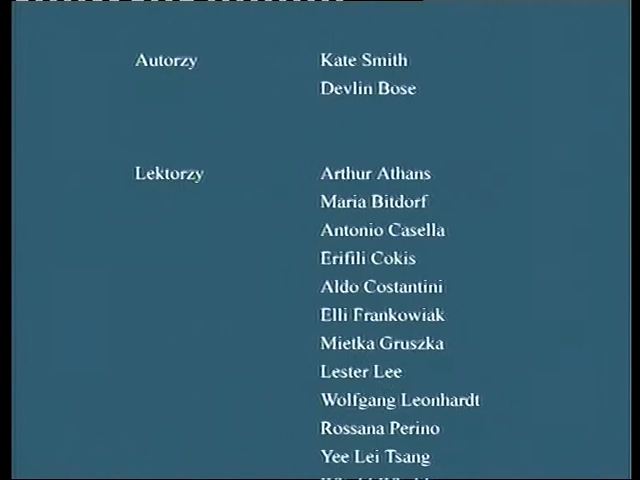 Autorzy Kate Smith
Devlin Bose
Lektorzy Arthur Athans
Maria Bitdorf
Antonio Casella
Erifili Cokis
Aldo Costantini
Elli Frankowiak
Mietka Gruszka
Lester Lee
Wolfgang Leonhardt
Rossana Perino
Yee Lei Tsang